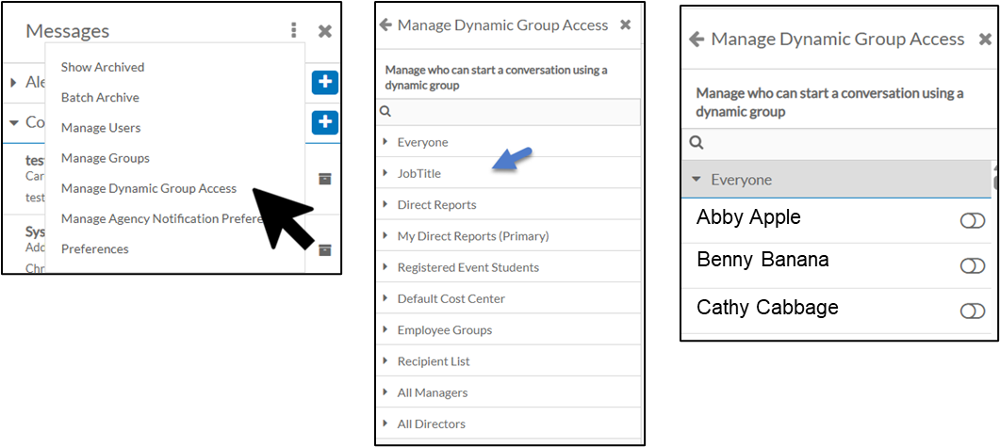 Messages
Show Archived
Ale
Batch Archive
Co
Manage Users
test
Manage Groups
Car
Manage Dynamic Group Access
test
Manage Agency Notification Prefere
Sys
Add
Preferences
Chr
Manage Dynamic Group Access
Manage who can start a conversation using a
dynamic group
Everyone
JobTitle
Direct Reports
My Direct Reports (Primary)
Registered Event Students
Default Cost Center
Employee Groups
Recipient List
All Managers
All Directors
Manage Dynamic Group Access
Manage who can start a conversation using a
dynamic group
Everyone
Abby Apple
Benny Banana
Cathy Cabbage